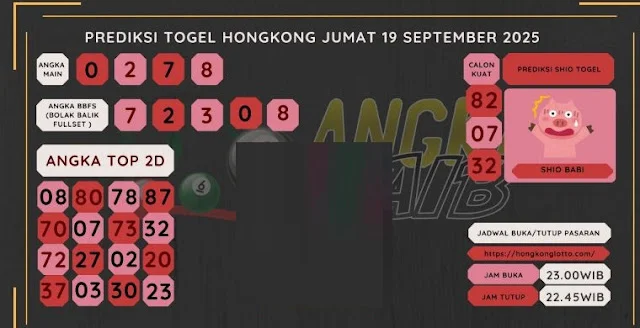 PREDIKSI TOGEL HONGKONG JUMAT 19 SEPTEMBER 2025
ANGKA
MAIN
0 2 7 8
ANGKA BBFS
(BOLAK BALIK
FULLSET )
7 2 3 0 8
ANGKA TOP 2D
08 80 78 87
70 07 73 32
72 27 02 20
37 03 30 23
6
ANGK
AIB
CALON
KUAT
82
07
32
PREDIKSI SHIO TOGEL
SHIO BABI
JADWAL BUKA/TUTUP PASARAN
https://hongkonglotto.com/
JAM BUKA 23.00WIB
JAM TUTUP 22.45WIB